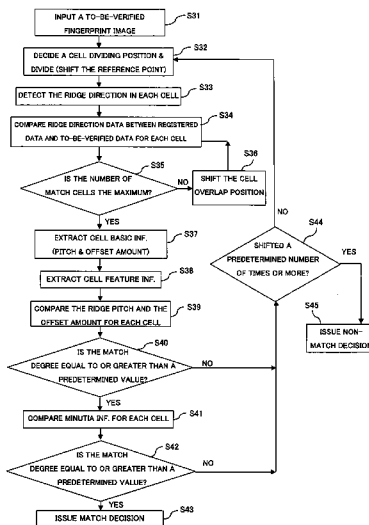 S31
INPUT A TO-BE-VERIFIED
FINGERPRINT IMAGE
S32
DECIDE A CELL DIVIDING POSITION &
DIVIDE (SHIFT THE REFERENCE POINT)
S33
DETECT THE RIDGE DIRECTION IN EACH CELL
S34
COMPARE RIDGE DIRECTION DATA BETWEEN REGISTERED
DATA AND TO-BE-VERIFIED DATA FOR EACH CELL
S35
IS THE NUMBER OF
MATCH CELLS THE MAXIMUM?
NO
S36
SHIFT THE CELL
OVERLAP POSITION
YES
S37
EXTRACT CELL BASIC INF.
(PITCH & OFFSET AMOUNT)
S38
EXTRACT CELL FEATURE INF.
S39
COMPARE THE RIDGE PITCH AND THE
OFFSET AMOUNT FOR EACH CELL
S40
IS THE MATCH
DEGREE EQUAL TO OR GREATER THAN A
PREDETERMINED VALUE?
NO
YES
S41
COMPARE MINUTIA INF. FOR EACH CELL
S42
IS THE MATCH
DEGREE EQUAL TO OR GREATER THAN A
PREDETERMINED VALUE?
NO
YES
S43
ISSUE MATCH DECISION
NO
S44
SHIFTED A
PREDETERMINED NUMBER
OF TIMES OR MORE?
YES
S45
ISSUE NON-
MATCH DECISION